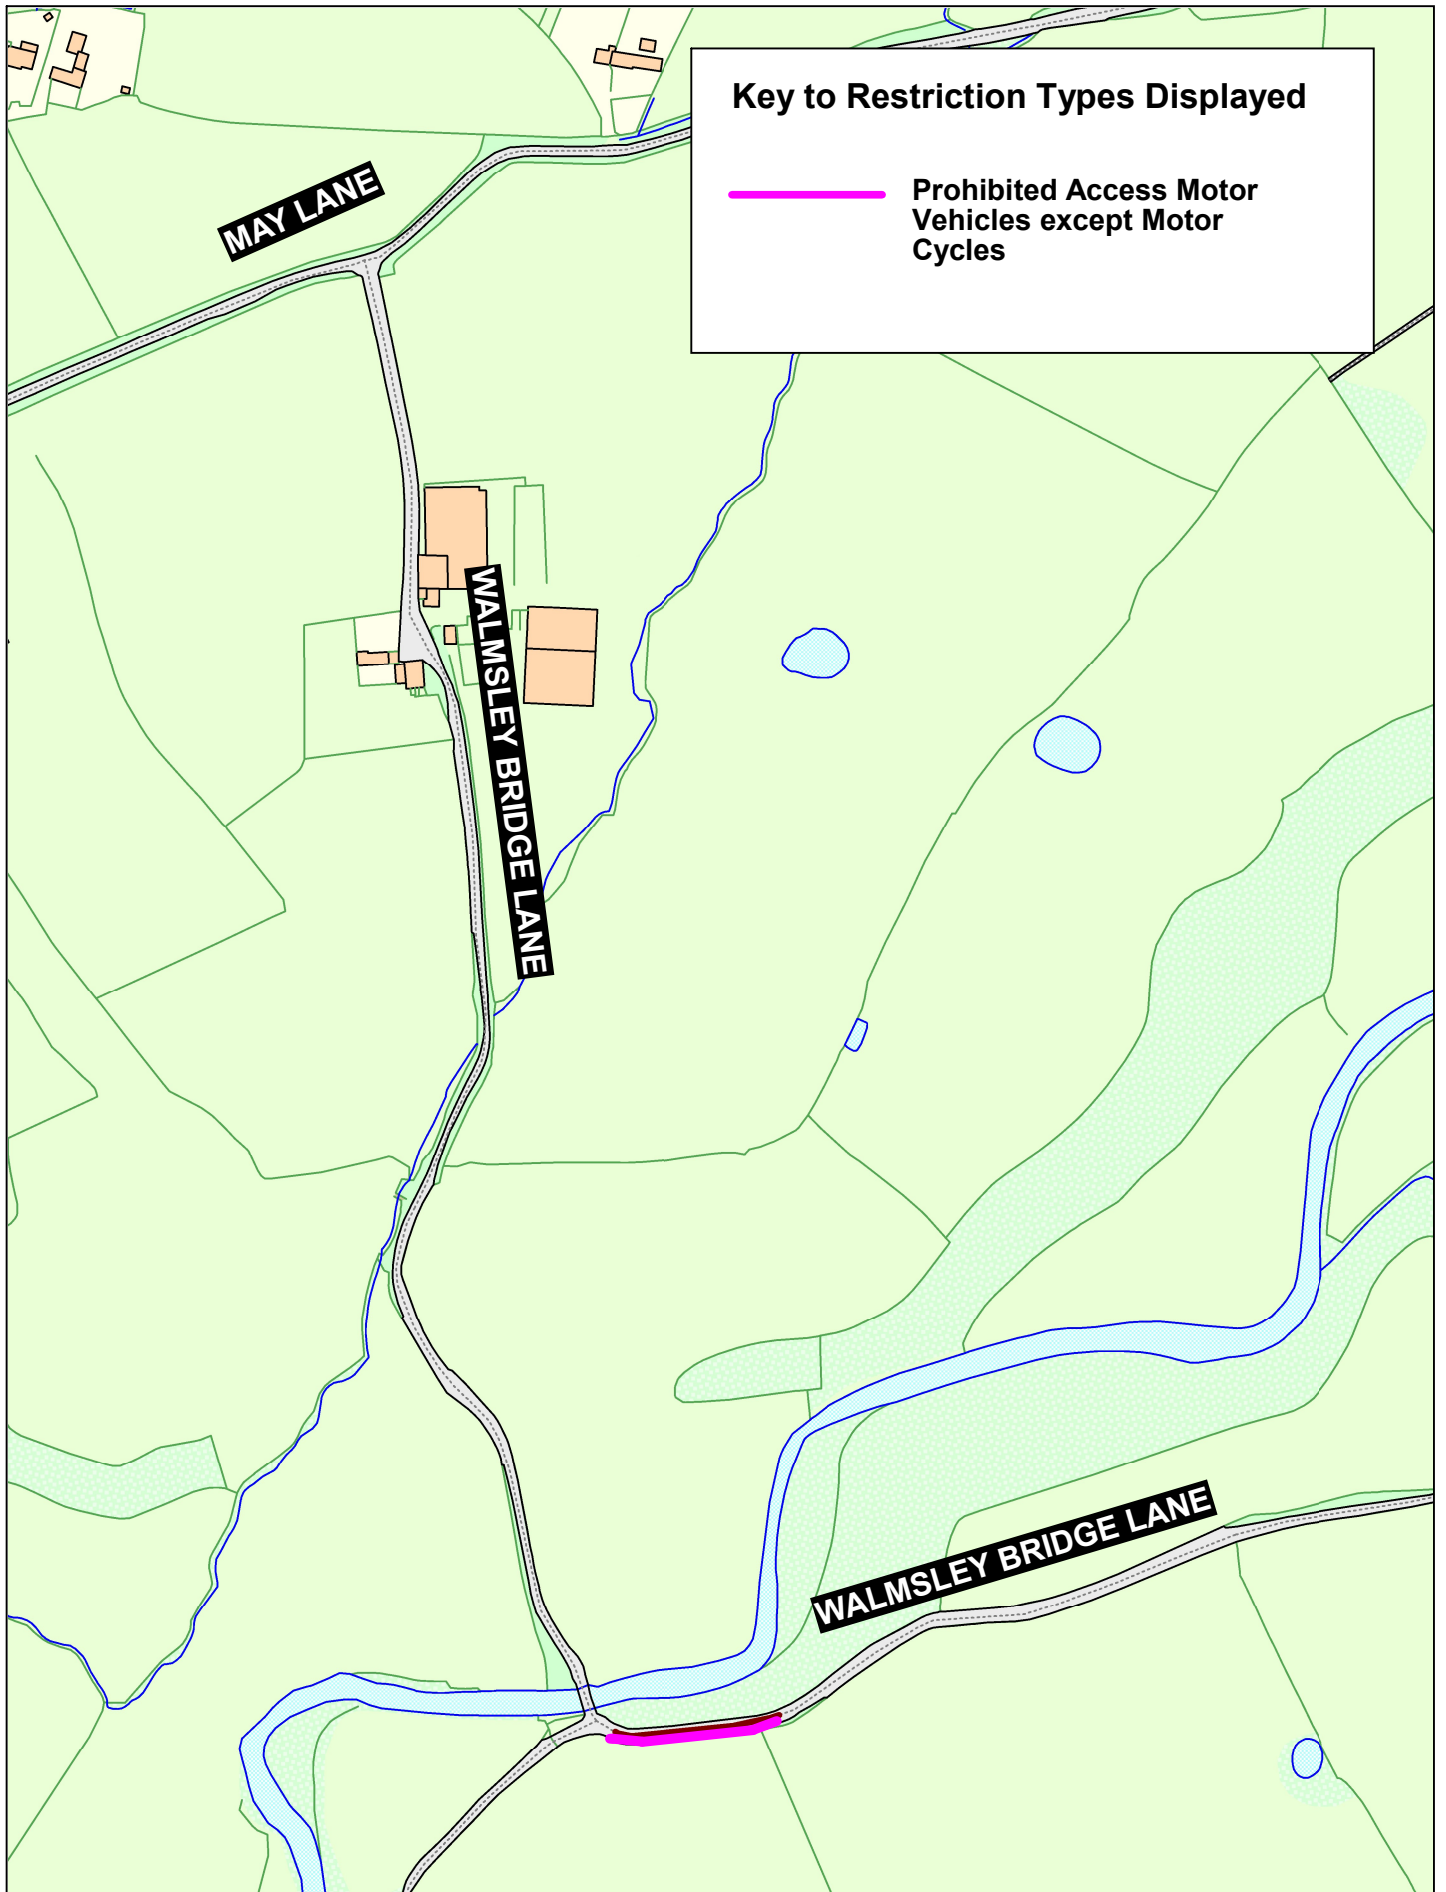 Key to Restriction Types Displayed
Prohibited Access Motor
Vehicles except Motor
Cycles
MAY LANE
WALMSLEY BRIDGE LANE
WALMSLEY BRIDGE LANE